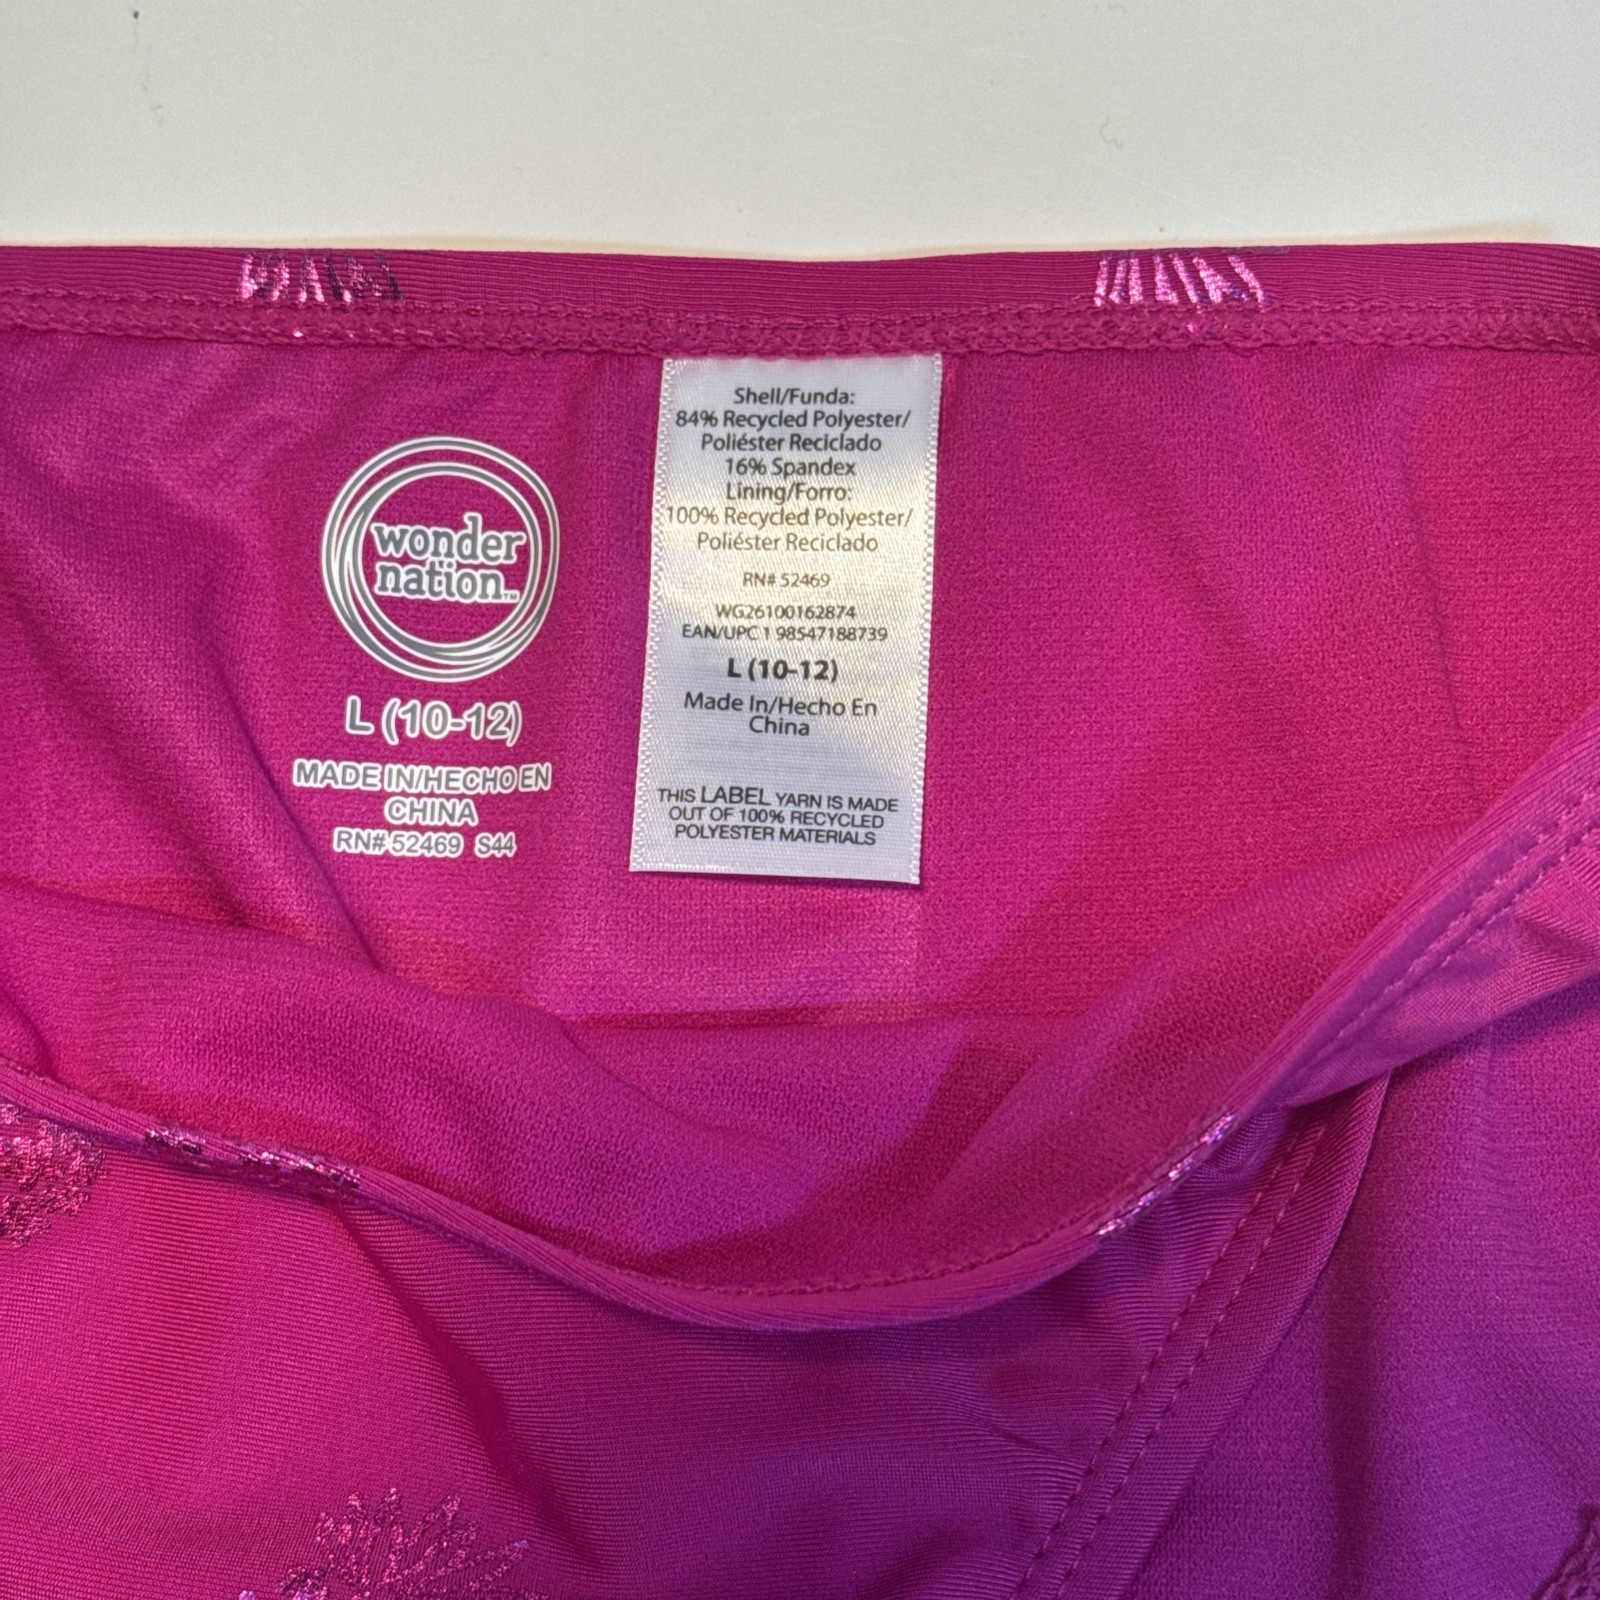 wonder
nation™
L (10-12)
MADE IN/HECHO EN
CHINA
RN# 52469 S44
Shell/Funda:
84% Recycled Polyester/
Poliéster Reciclado
16% Spandex
Lining/Forro:
100% Recycled Polyester/
Poliéster Reciclado
RN# 52469
WG26100162874
EAN/UPC 1 98547188739
L (10-12)
Made In/Hecho En
China
THIS LABEL YARN IS MADE
OUT OF 100% RECYCLED
POLYESTER MATERIALS